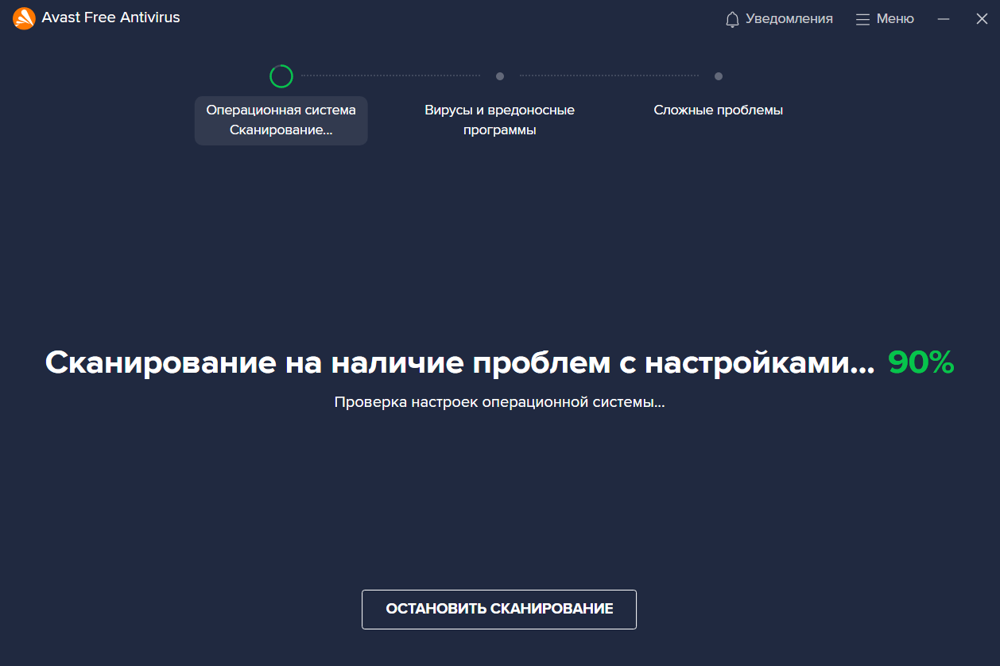 Avast Free Antivirus
Уведомления
Меню
Операционная система
Сканирование...
Вирусы и вредоносные
программы
Сложные проблемы
Сканирование на наличие проблем с настройками... 90%
Проверка настроек операционной системы...
ОСТАНОВИТЬ СКАНИРОВАНИЕ